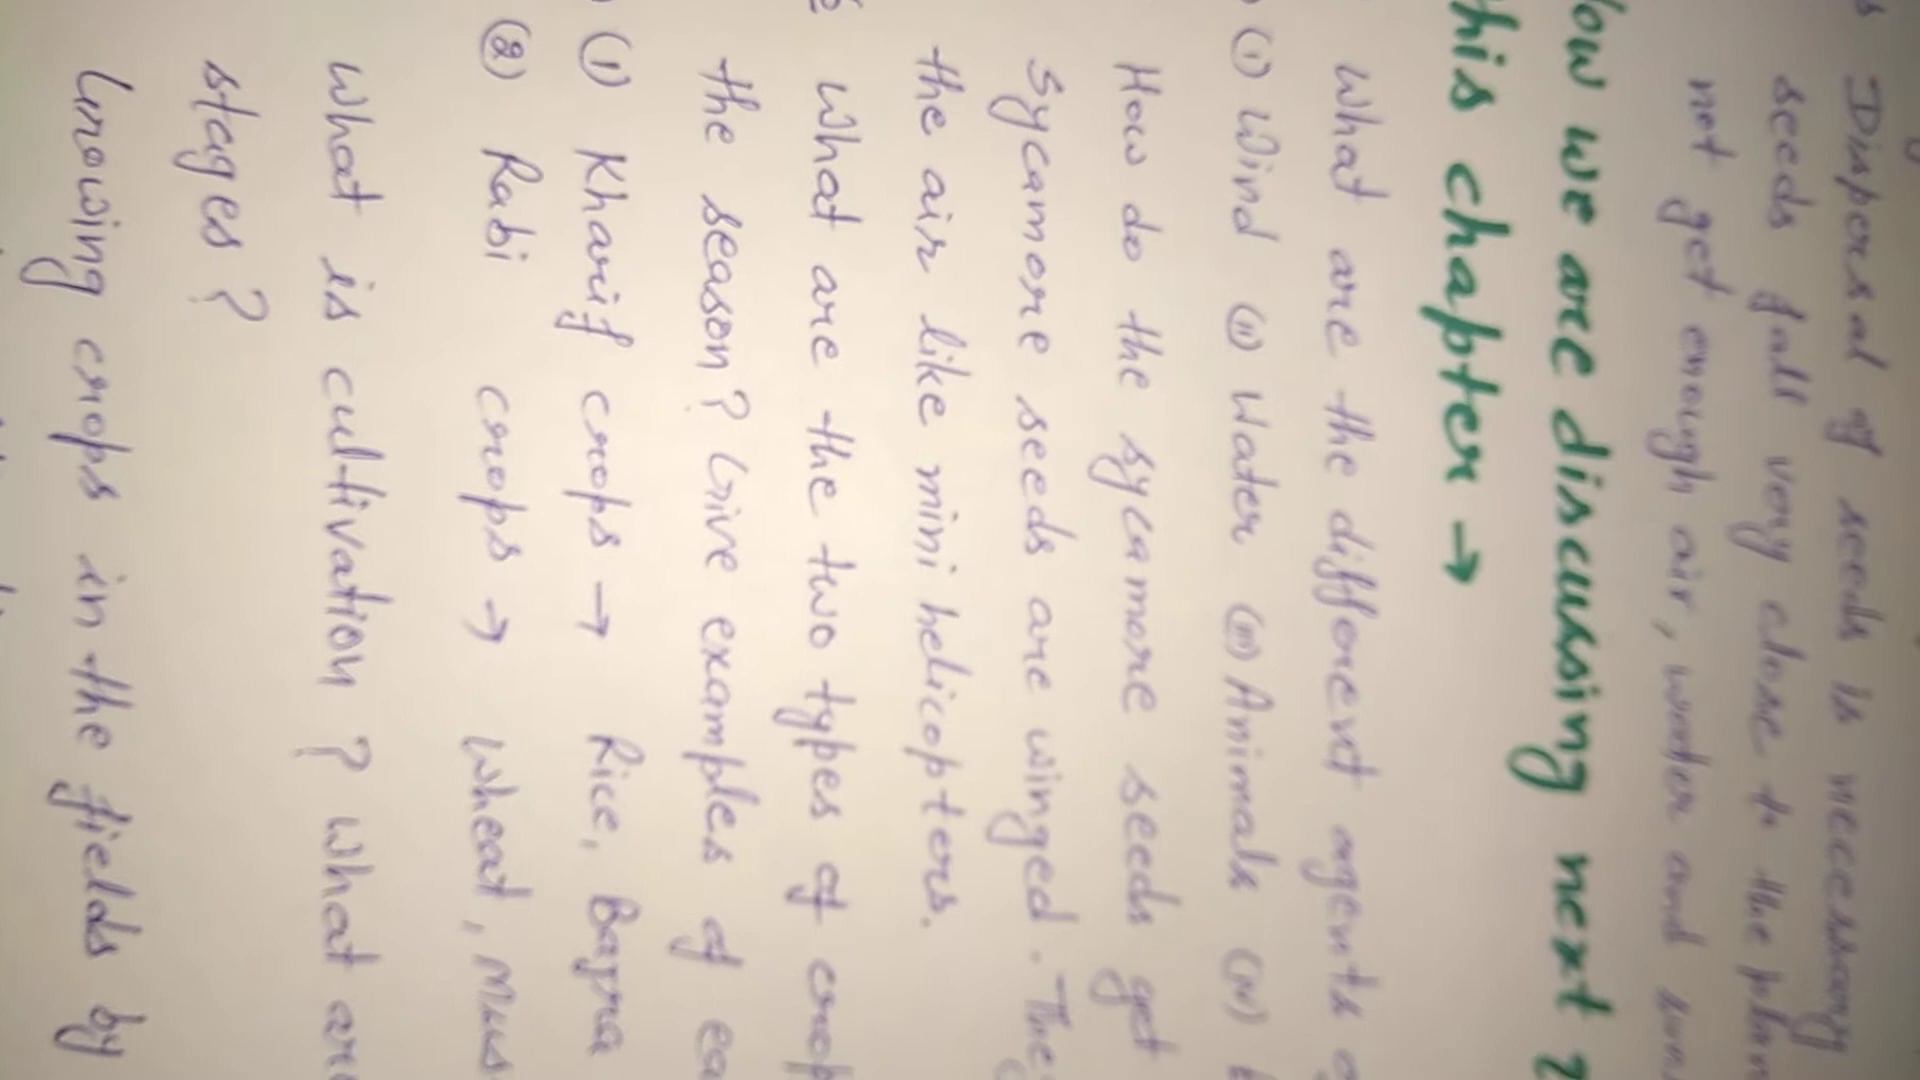 Dispersal of seeds is necessary
seeds fall very close to the plan
not get enough air, water and sun
Now we are discussing next
this chapter →
What are the different agents
(i) Wind (ii) Water (iii) Animals (iv)
How do the sycamore seeds get
Sycamore seeds are winged. The
the air like mini helicopters.
What are the two types of crop
the season? Give examples of ea
(1) Kharif crops → Rice, Bajra
(2) Rabi crops → Wheat, Mus
What is cultivation? What are
stages?
Growing crops in the fields by